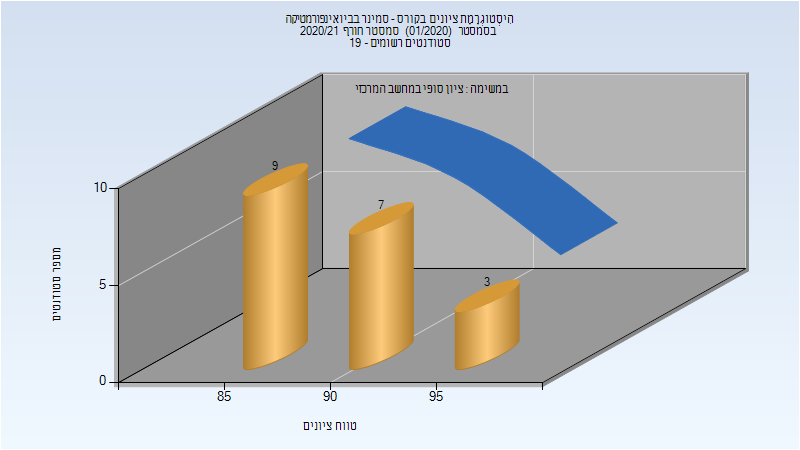 היסטוגרמת ציונים בקורס - סמינר בביואינפורמטיקה
בסמסטר (01/2020) סמסטר חורף 2020/21
סטודנטים רשומים - 19
במשימה : ציון סופי במחשב המרכזי
9
7
3
10
5
0
מספר סטודנטים
85
90
95
טווח ציונים